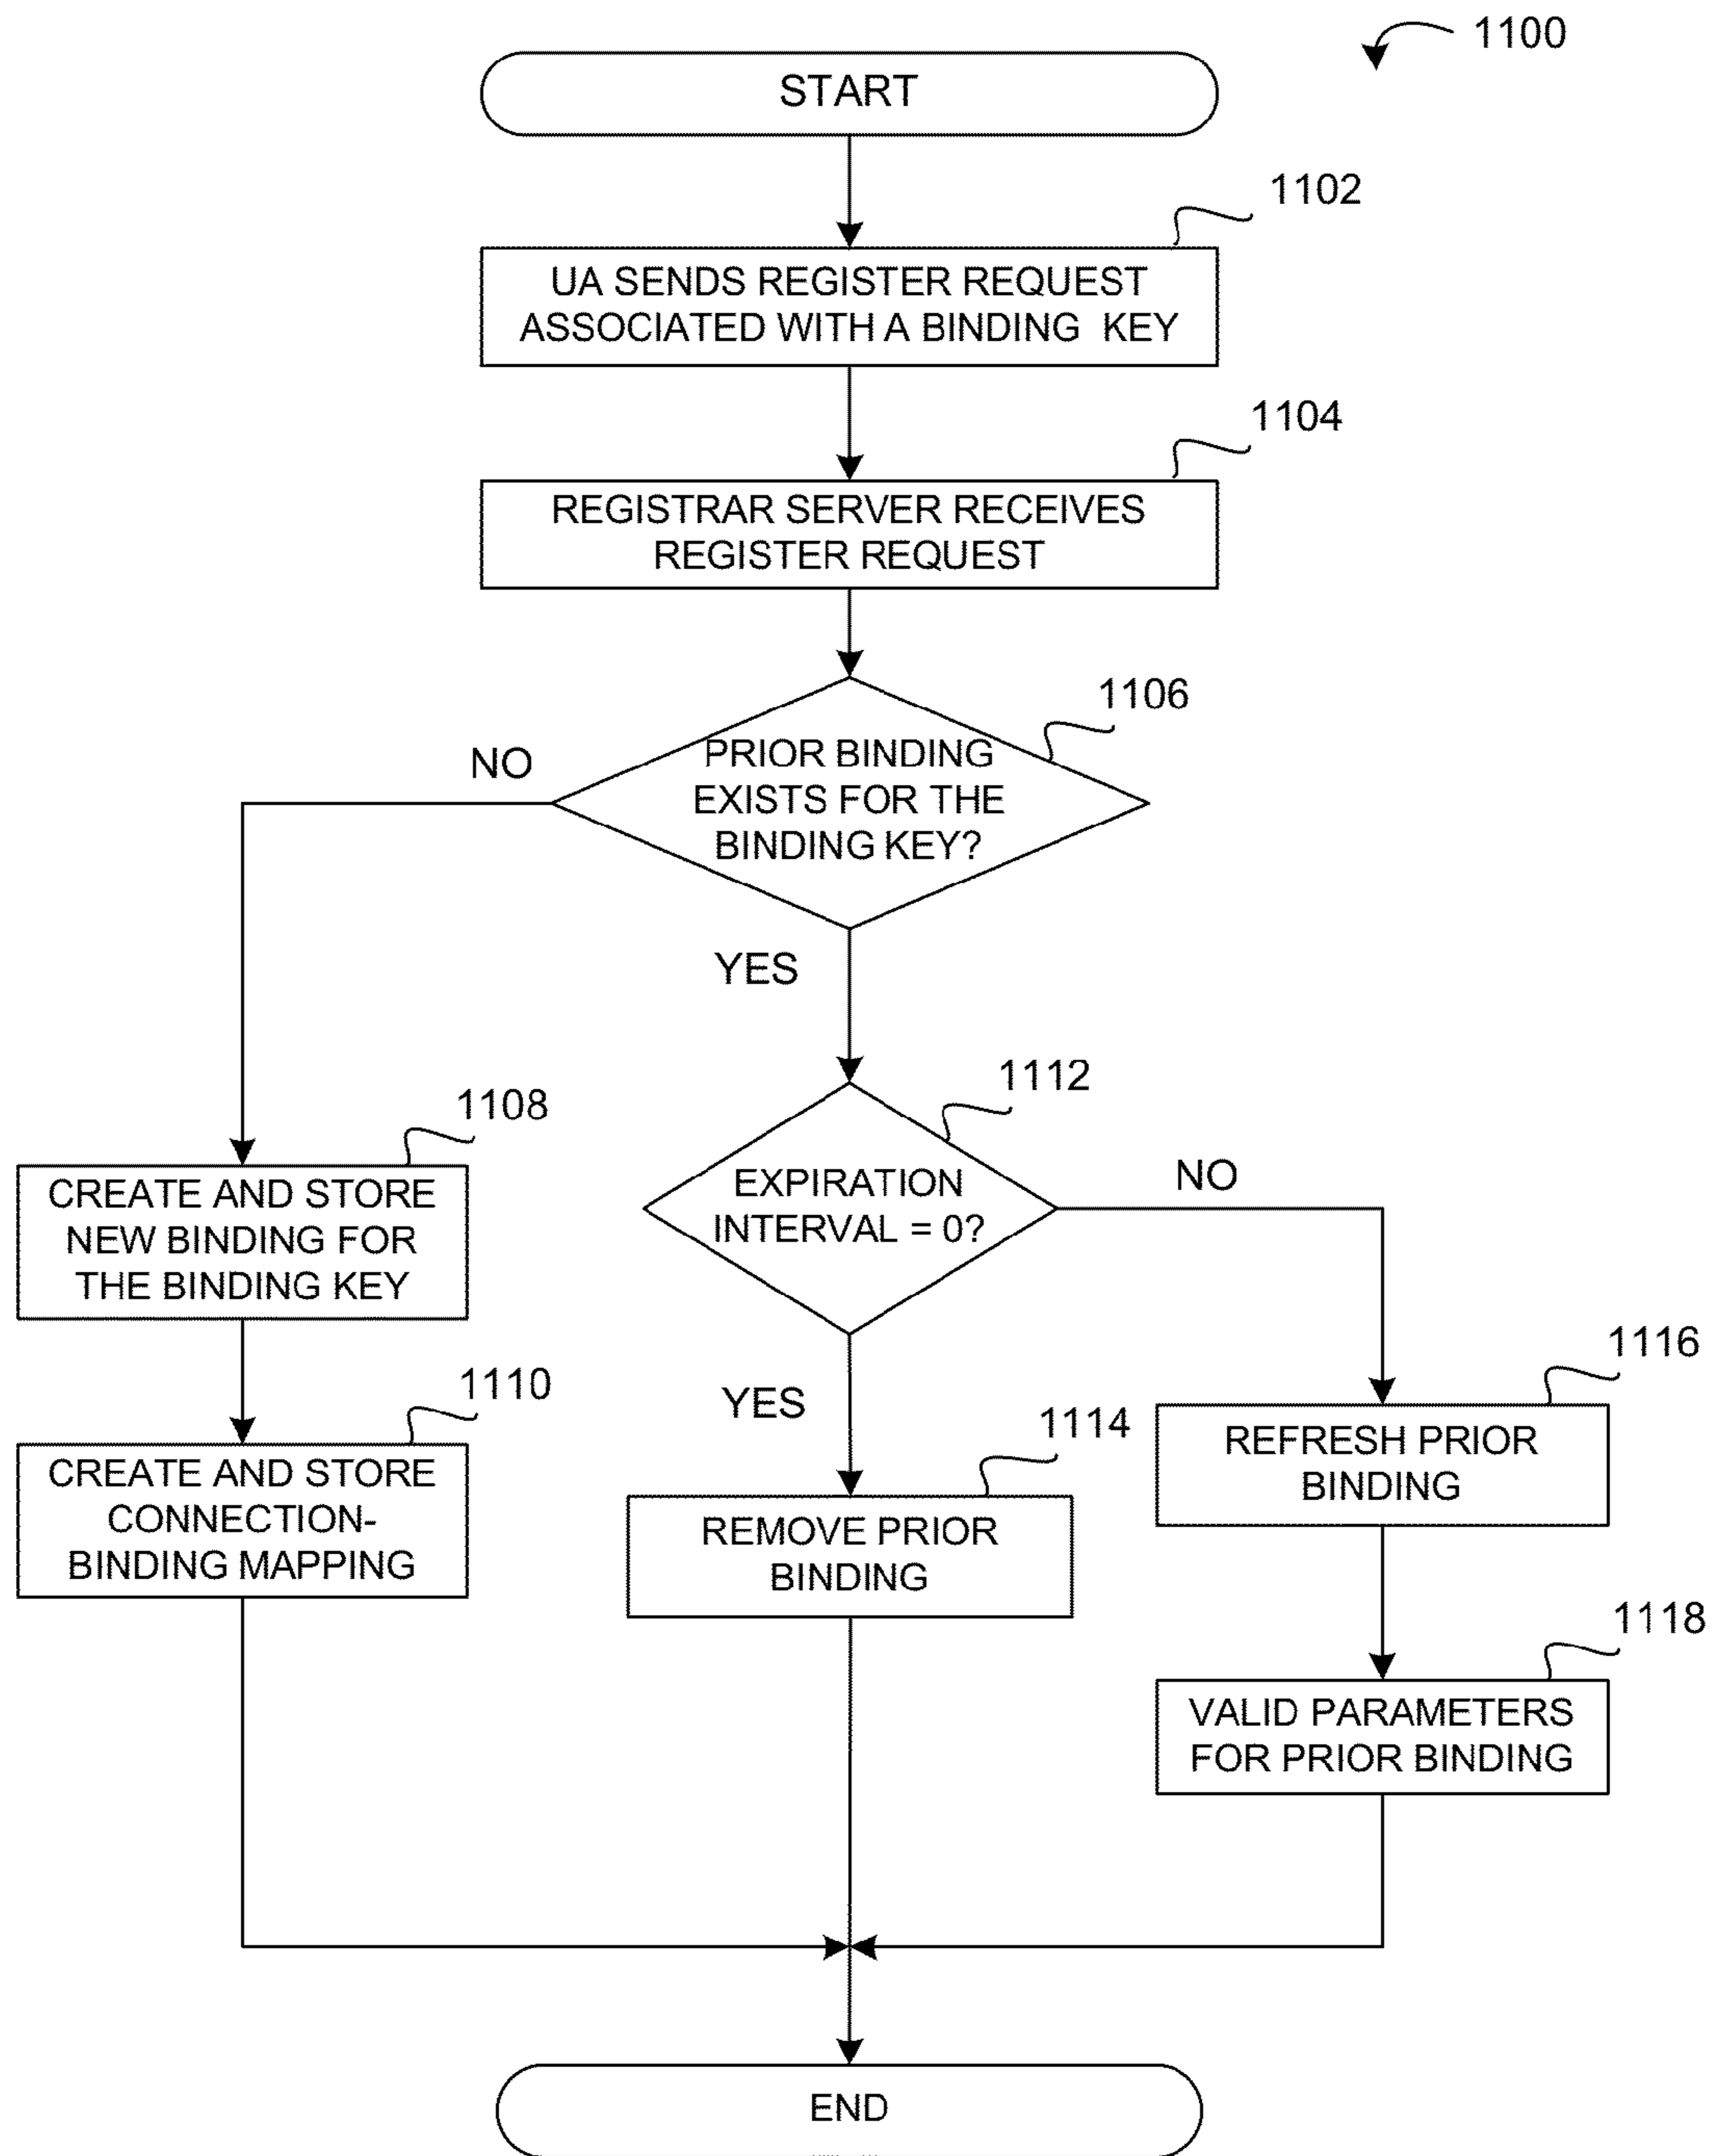 1100
START
1102
UA SENDS REGISTER REQUEST
ASSOCIATED WITH A BINDING KEY
1104
REGISTRAR SERVER RECEIVES
REGISTER REQUEST
1106
PRIOR BINDING
EXISTS FOR THE
BINDING KEY?
NO
YES
1108
CREATE AND STORE
NEW BINDING FOR
THE BINDING KEY
1110
CREATE AND STORE
CONNECTION-
BINDING MAPPING
1112
EXPIRATION
INTERVAL = 0?
NO
YES
1114
REMOVE PRIOR
BINDING
1116
REFRESH PRIOR
BINDING
1118
VALID PARAMETERS
FOR PRIOR BINDING
END